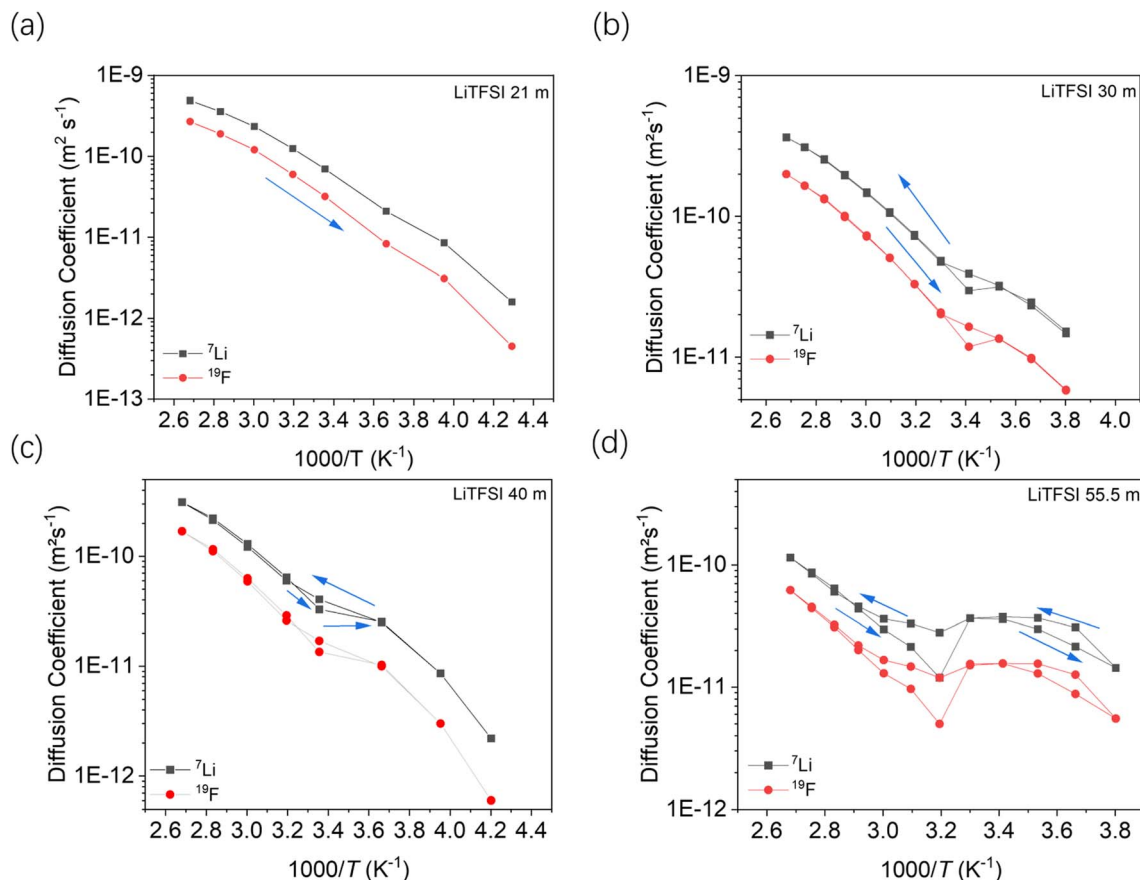 (a)
LiTFSI 21 m
1E-9
1E-10
1E-11
1E-12
1E-13
Diffusion Coefficient (m² s⁻¹)
⁷Li
¹⁹F
2.6 2.8 3.0 3.2 3.4 3.6 3.8 4.0 4.2 4.4
1000/T (K⁻¹)
(b)
LiTFSI 30 m
1E-9
1E-10
1E-11
Diffusion Coefficient (m²s⁻¹)
⁷Li
¹⁹F
2.6 2.8 3.0 3.2 3.4 3.6 3.8 4.0
1000/T (K⁻¹)
(c)
LiTFSI 40 m
1E-10
1E-11
1E-12
Diffusion Coefficient (m²s⁻¹)
⁷Li
¹⁹F
2.6 2.8 3.0 3.2 3.4 3.6 3.8 4.0 4.2 4.4
1000/T (K⁻¹)
(d)
LiTFSI 55.5 m
1E-10
1E-11
1E-12
Diffusion Coefficient (m²s⁻¹)
⁷Li
¹⁹F
2.6 2.8 3.0 3.2 3.4 3.6 3.8
1000/T (K⁻¹)